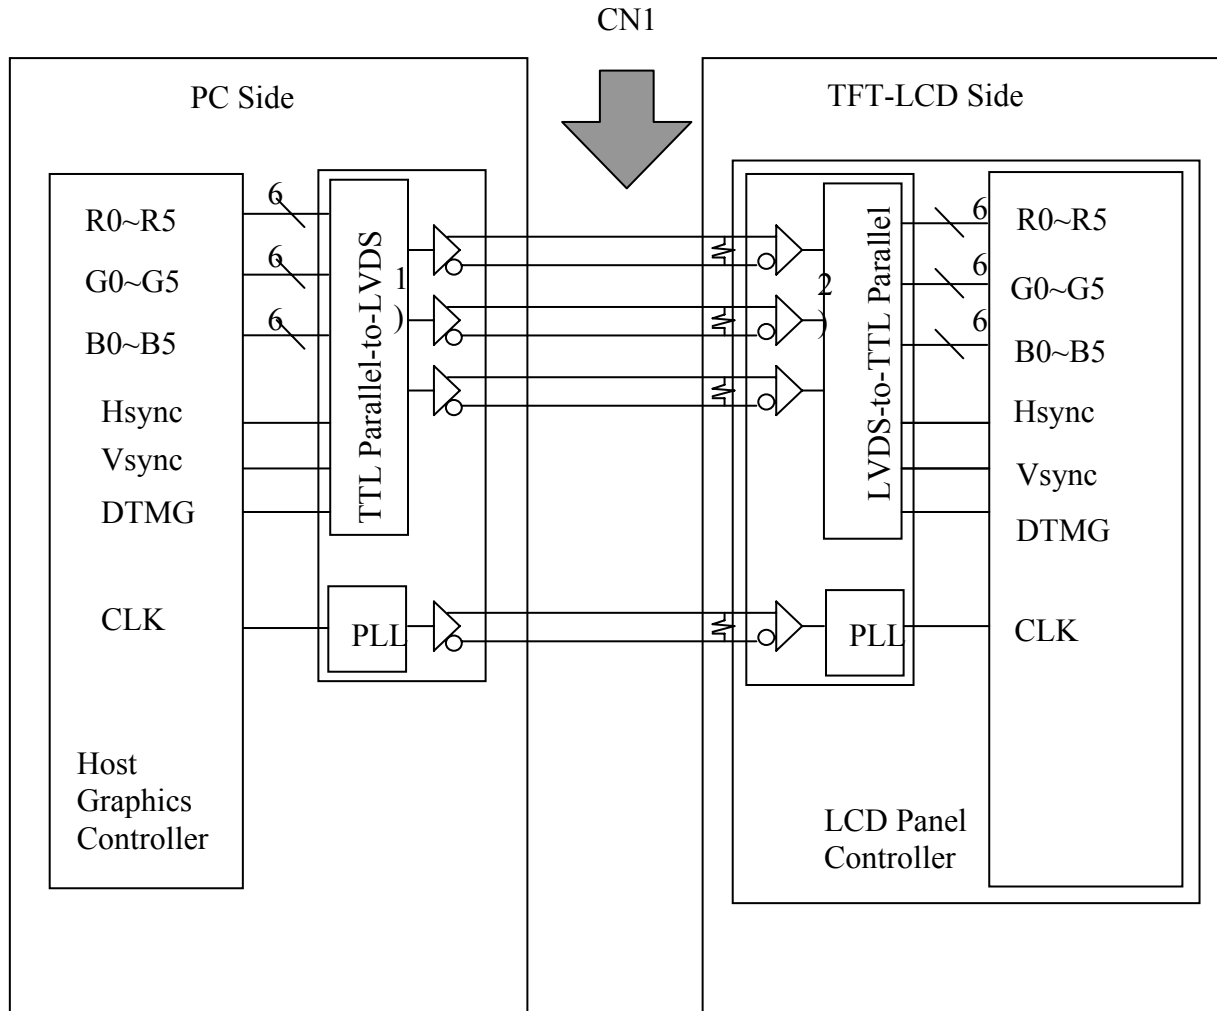 CN1
PC Side
TFT-LCD Side
R0~R5
6
G0~G5
6
B0~B5
6
Hsync
Vsync
DTMG
CLK
Host
Graphics
Controller
TTL Parallel-to-LVDS
1
)
PLL
2
)
LVDS-to-TTL Parallel
PLL
6
R0~R5
6
G0~G5
6
B0~B5
Hsync
Vsync
DTMG
CLK
LCD Panel
Controller